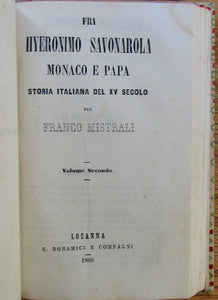 FRA
HYERONIMO SAVONAROLA
MONACO E PAPA
STORIA ITALIANA DEL XV SECOLO
PER
FRANCO MISTRALI
Volume Secondo.
LOSANNA
S. BONAMICI E COMPAGNI
1860